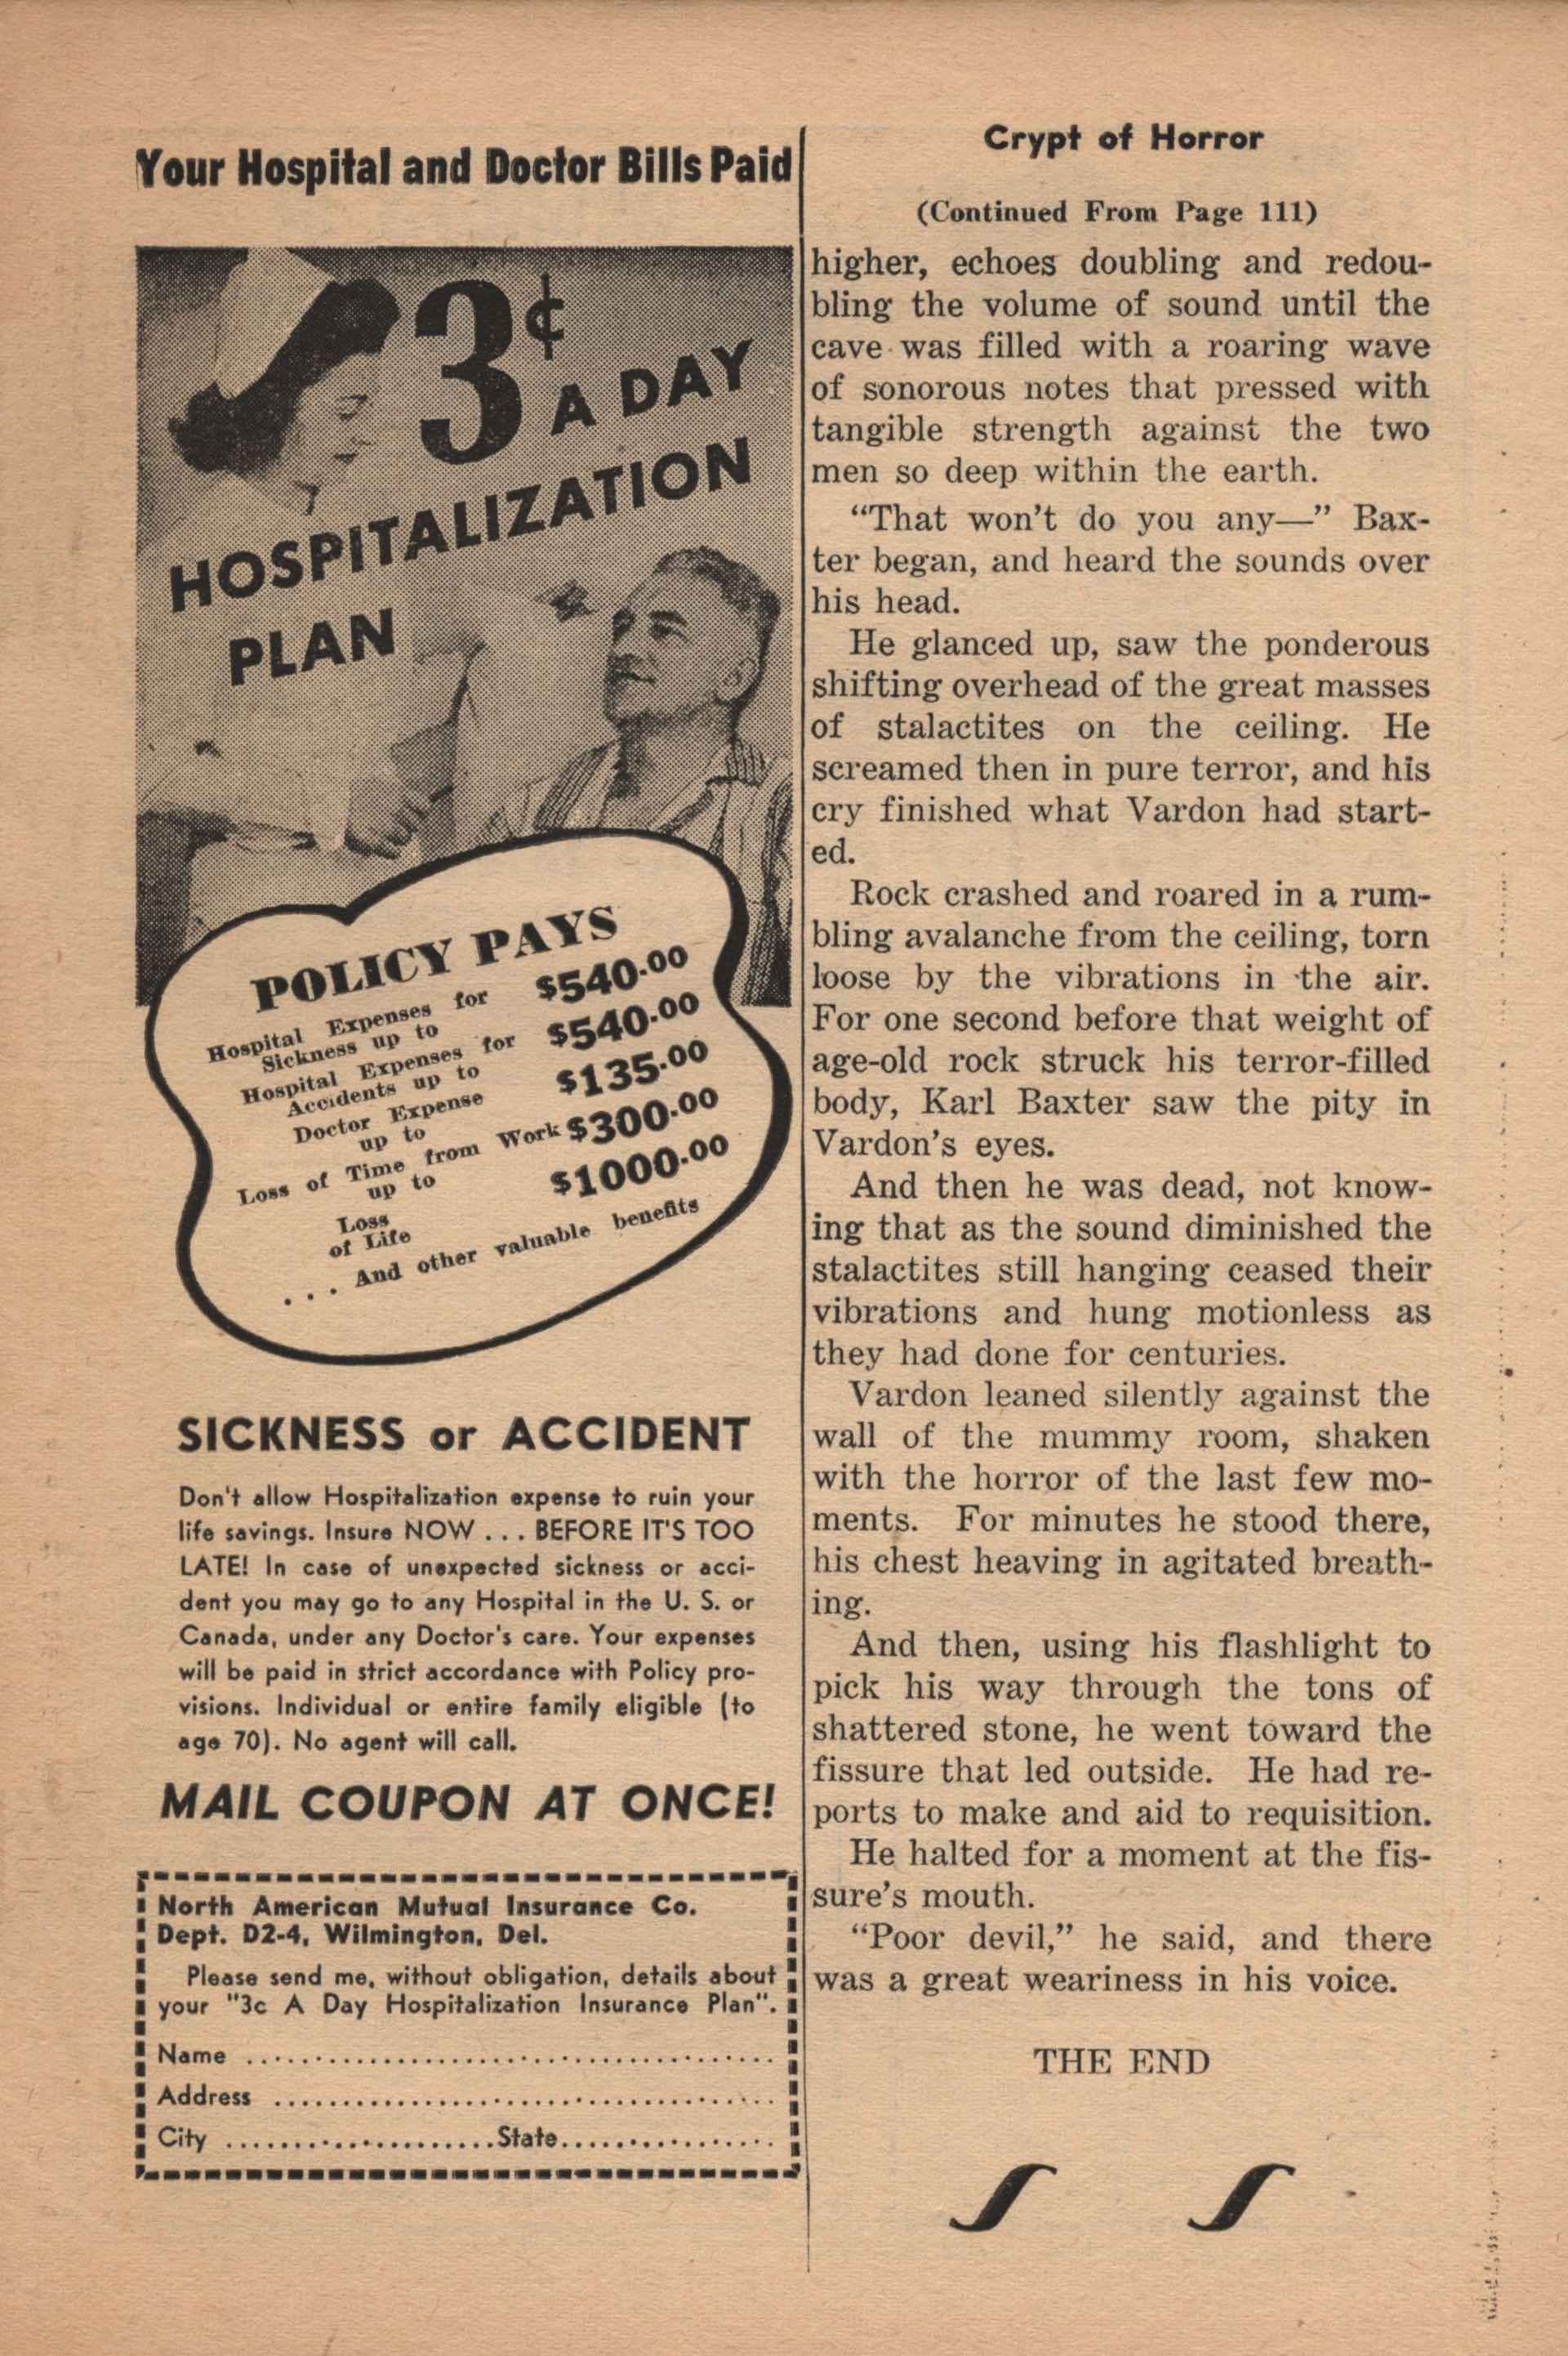 Your Hospital and Doctor Bills Paid
3¢
A DAY
HOSPITALIZATION
PLAN
POLICY PAYS
Hospital Expenses for
Sickness up to
$540.00
Hospital Expenses for
Accidents up to
$540.00
Doctor Expense
up to
$135.00
Loss of Time from Work
up to
$300.00
Loss
of Life
$1000.00
. . . And other valuable benefits
SICKNESS or ACCIDENT
Don't allow Hospitalization expense to ruin your
life savings. Insure NOW . . . BEFORE IT'S TOO
LATE! In case of unexpected sickness or acci-
dent you may go to any Hospital in the U. S. or
Canada, under any Doctor's care. Your expenses
will be paid in strict accordance with Policy pro-
visions. Individual or entire family eligible (to
age 70). No agent will call.
MAIL COUPON AT ONCE!
North American Mutual Insurance Co.
Dept. D2-4, Wilmington, Del.
Please send me, without obligation, details about
your "3c A Day Hospitalization Insurance Plan".
Name ..........................................
Address ........................................
City ....................State................
Crypt of Horror
(Continued From Page 111)
higher, echoes doubling and redou-
bling the volume of sound until the
cave was filled with a roaring wave
of sonorous notes that pressed with
tangible strength against the two
men so deep within the earth.
“That won't do you any—” Bax-
ter began, and heard the sounds over
his head.
He glanced up, saw the ponderous
shifting overhead of the great masses
of stalactites on the ceiling. He
screamed then in pure terror, and his
cry finished what Vardon had start-
ed.
Rock crashed and roared in a rum-
bling avalanche from the ceiling, torn
loose by the vibrations in the air.
For one second before that weight of
age-old rock struck his terror-filled
body, Karl Baxter saw the pity in
Vardon's eyes.
And then he was dead, not know-
ing that as the sound diminished the
stalactites still hanging ceased their
vibrations and hung motionless as
they had done for centuries.
Vardon leaned silently against the
wall of the mummy room, shaken
with the horror of the last few mo-
ments. For minutes he stood there,
his chest heaving in agitated breath-
ing.
And then, using his flashlight to
pick his way through the tons of
shattered stone, he went toward the
fissure that led outside. He had re-
ports to make and aid to requisition.
He halted for a moment at the fis-
sure's mouth.
“Poor devil,” he said, and there
was a great weariness in his voice.
THE END